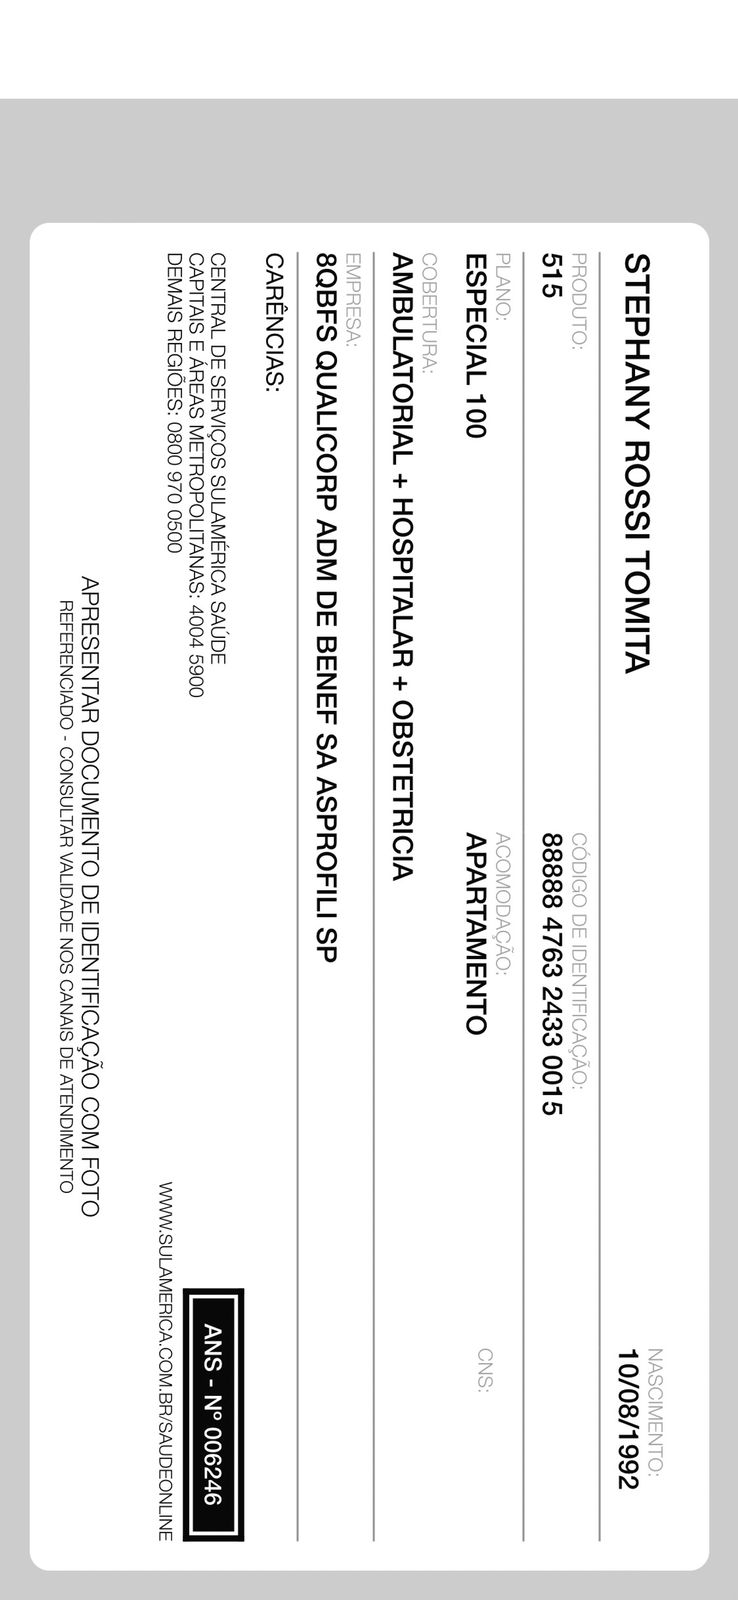 STEPHANY ROSSI TOMITA
NASCIMENTO:
10/08/1992
PRODUTO:
515
CÓDIGO DE IDENTIFICAÇÃO:
88888 4763 2433 0015
PLANO:
ESPECIAL 100
ACOMODAÇÃO:
APARTAMENTO
CNS:
COBERTURA:
AMBULATORIAL + HOSPITALAR + OBSTETRICIA
EMPRESA:
8QBFS QUALICORP ADM DE BENEF SA ASPROFILI SP
CARÊNCIAS:
CENTRAL DE SERVIÇOS SULAMÉRICA SAÚDE
CAPITAIS E ÁREAS METROPOLITANAS: 4004 5900
DEMAIS REGIÕES: 0800 970 0500
ANS - Nº 006246
WWW.SULAMERICA.COM.BR/SAUDEONLINE
APRESENTAR DOCUMENTO DE IDENTIFICAÇÃO COM FOTO
REFERENCIADO - CONSULTAR VALIDADE NOS CANAIS DE ATENDIMENTO